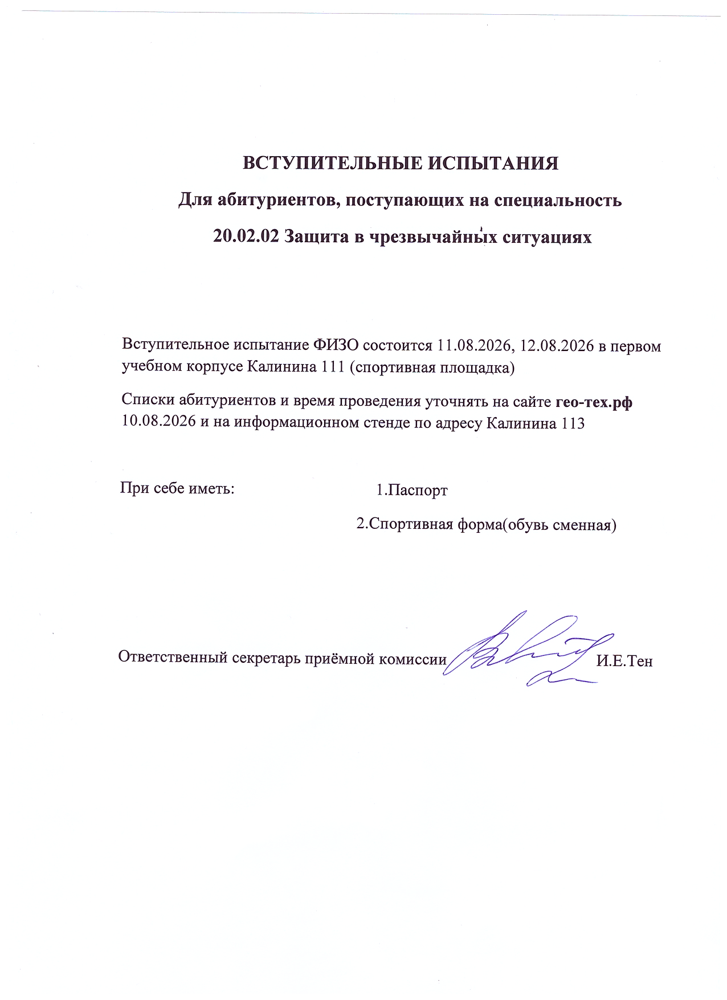 ВСТУПИТЕЛЬНЫЕ ИСПЫТАНИЯ
Для абитуриентов, поступающих на специальность
20.02.02 Защита в чрезвычайных ситуациях
Вступительное испытание ФИЗО состоится 11.08.2026, 12.08.2026 в первом
учебном корпусе Калинина 111 (спортивная площадка)
Списки абитуриентов и время проведения уточнять на сайте гео-тех.рф
10.08.2026 и на информационном стенде по адресу Калинина 113
При себе иметь: 1.Паспорт
2.Спортивная форма(обувь сменная)
Ответственный секретарь приёмной комиссии И.Е.Тен